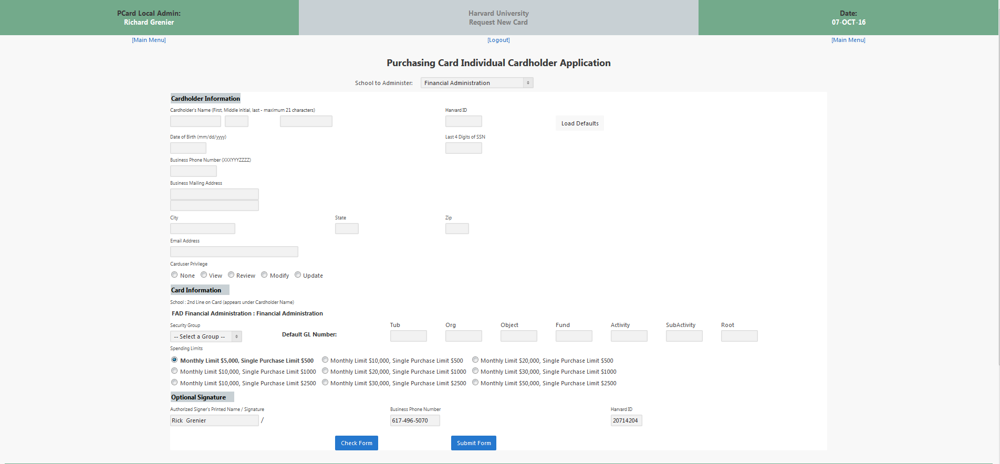 PCard Local Admin:
Richard Grenier
Harvard University
Request New Card
Date:
07-OCT-16
[Main Menu]
[Logout]
[Main Menu]
Purchasing Card Individual Cardholder Application
School to Administer: Financial Administration
Cardholder Information
Cardholder's Name (First, Middle initial, last - maximum 21 characters)
Harvard ID
Load Defaults
Date of Birth (mm/dd/yyyy)
Last 4 Digits of SSN
Business Phone Number (XXXYYYZZZZ)
Business Mailing Address
City
State
Zip
Email Address
Carduser Privilege
None View Review Modify Update
Card Information
School : 2nd Line on Card (appears under Cardholder Name)
FAD Financial Administration : Financial Administration
Security Group
Tub Org Object Fund Activity SubActivity Root
-- Select a Group --
Default GL Number:
Spending Limits
Monthly Limit $5,000, Single Purchase Limit $500 Monthly Limit $10,000, Single Purchase Limit $500 Monthly Limit $20,000, Single Purchase Limit $500
Monthly Limit $10,000, Single Purchase Limit $1000 Monthly Limit $20,000, Single Purchase Limit $1000 Monthly Limit $30,000, Single Purchase Limit $1000
Monthly Limit $10,000, Single Purchase Limit $2500 Monthly Limit $30,000, Single Purchase Limit $2500 Monthly Limit $50,000, Single Purchase Limit $2500
Optional Signature
Authorized Signer's Printed Name / Signature
Business Phone Number
Harvard ID
Rick Grenier /
617-496-5070
20714204
Check Form
Submit Form